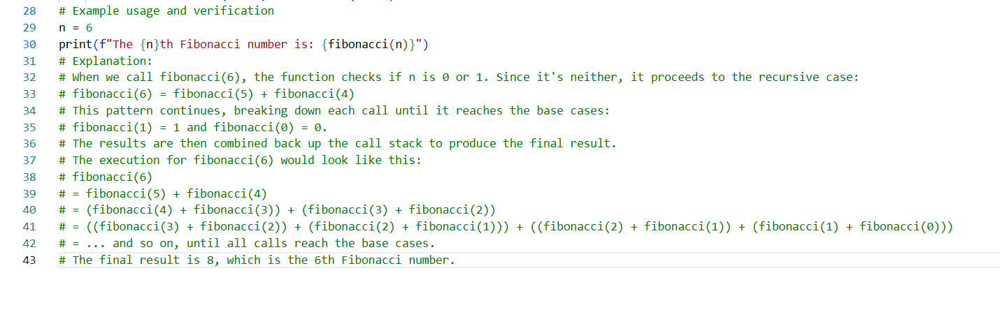 28 # Example usage and verification
29 n = 6
30 print(f"The {n}th Fibonacci number is: {fibonacci(n)}")
31 # Explanation:
32 # When we call fibonacci(6), the function checks if n is 0 or 1. Since it's neither, it proceeds to the recursive case:
33 # fibonacci(6) = fibonacci(5) + fibonacci(4)
34 # This pattern continues, breaking down each call until it reaches the base cases:
35 # fibonacci(1) = 1 and fibonacci(0) = 0.
36 # The results are then combined back up the call stack to produce the final result.
37 # The execution for fibonacci(6) would look like this:
38 # fibonacci(6)
39 # = fibonacci(5) + fibonacci(4)
40 # = (fibonacci(4) + fibonacci(3)) + (fibonacci(3) + fibonacci(2))
41 # = ((fibonacci(3) + fibonacci(2)) + (fibonacci(2) + fibonacci(1))) + ((fibonacci(2) + fibonacci(1)) + (fibonacci(1) + fibonacci(0)))
42 # = ... and so on, until all calls reach the base cases.
43 # The final result is 8, which is the 6th Fibonacci number.